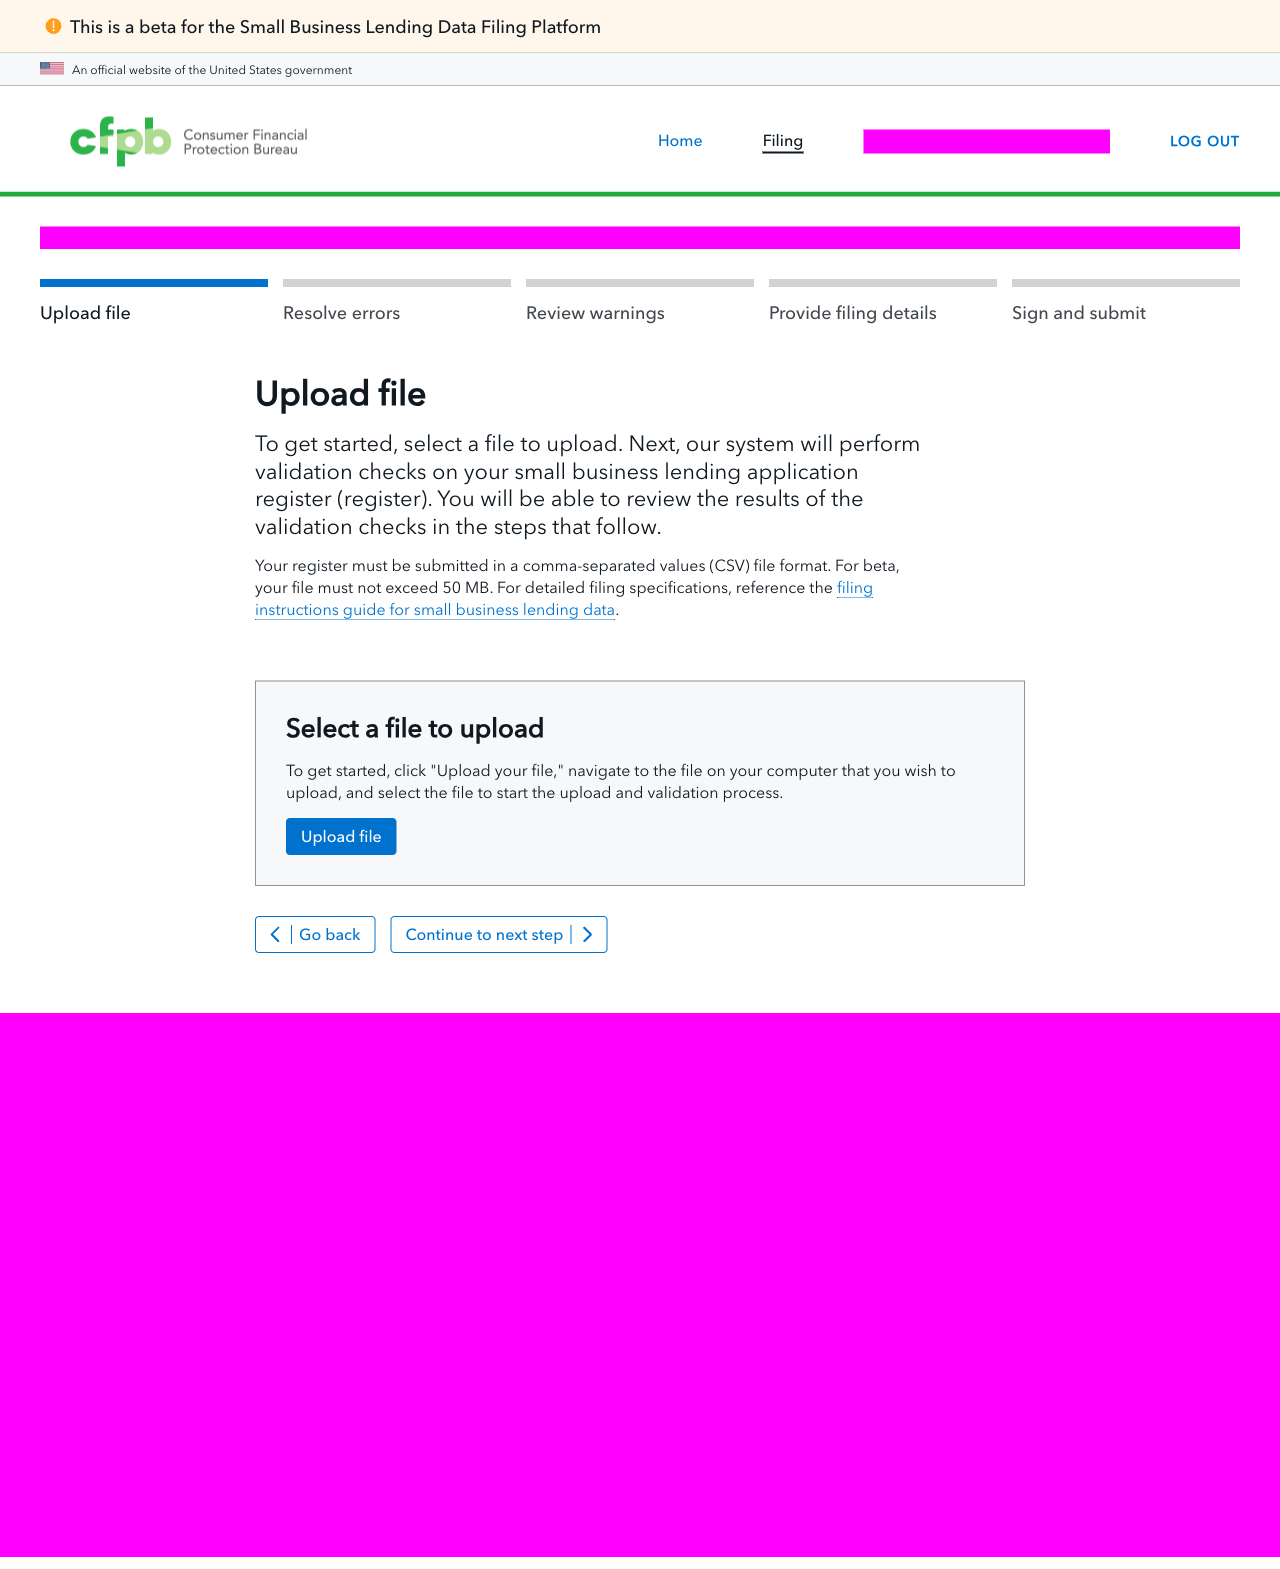 This is a beta for the Small Business Lending Data Filing Platform
An official website of the United States government
cfpb Consumer Financial Protection Bureau
Home
Filing
LOG OUT
Upload file
Resolve errors
Review warnings
Provide filing details
Sign and submit
Upload file
To get started, select a file to upload. Next, our system will perform
validation checks on your small business lending application
register (register). You will be able to review the results of the
validation checks in the steps that follow.
Your register must be submitted in a comma-separated values (CSV) file format. For beta,
your file must not exceed 50 MB. For detailed filing specifications, reference the filing
instructions guide for small business lending data.
Select a file to upload
To get started, click "Upload your file," navigate to the file on your computer that you wish to
upload, and select the file to start the upload and validation process.
Upload file
Go back
Continue to next step